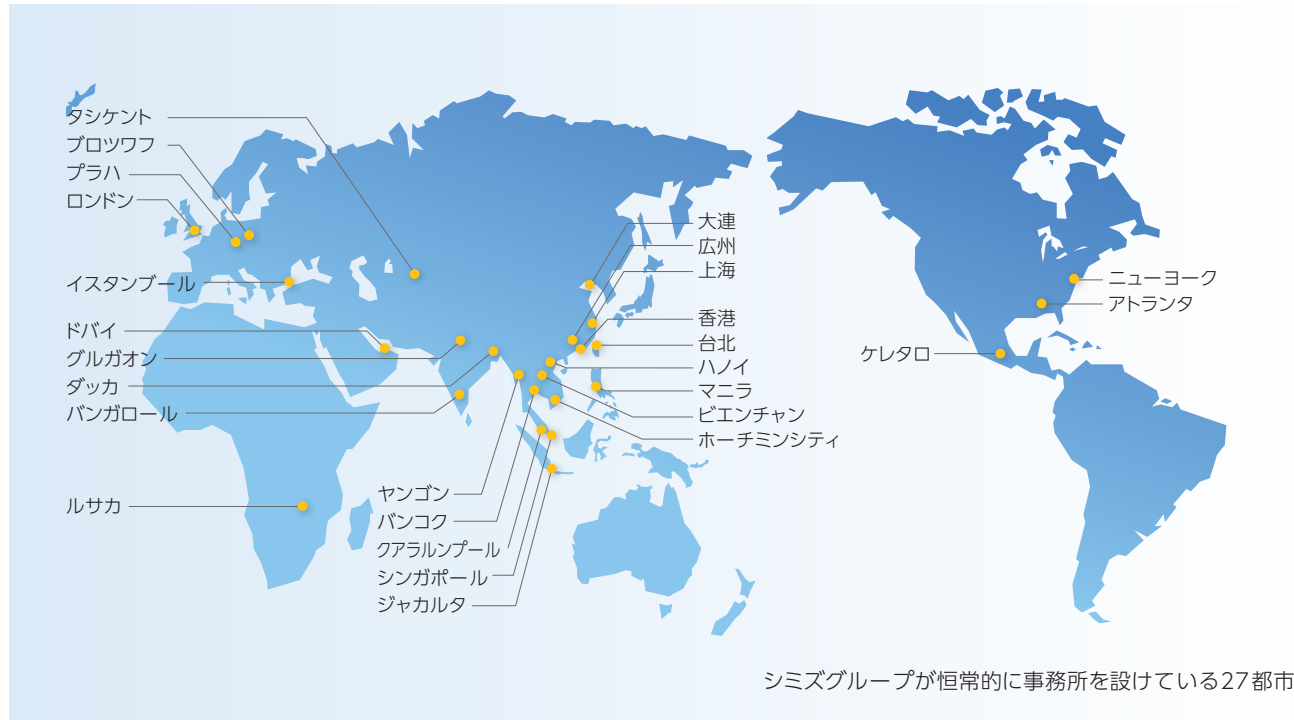 タシケント
ブロツワフ
プラハ
ロンドン
イスタンブール
ドバイ
グルガオン
ダッカ
バンガロール
ルサカ
ヤンゴン
バンコク
クアラルンプール
シンガポール
ジャカルタ
大連
広州
上海
香港
台北
ハノイ
マニラ
ビエンチャン
ホーチミンシティ
ニューヨーク
アトランタ
ケレタロ
シミズグループが恒常的に事務所を設けている27都市